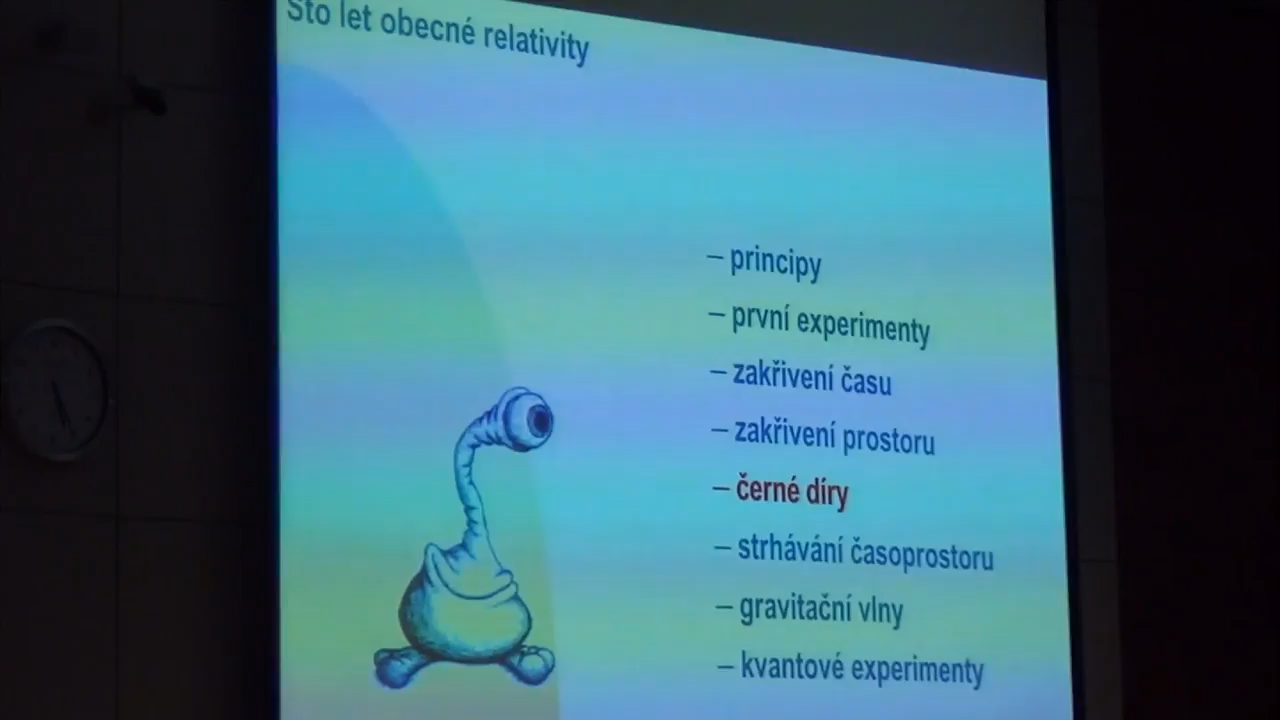 Sto let obecné relativity
– principy
– první experimenty
– zakřivení času
– zakřivení prostoru
– černé díry
– strhávání časoprostoru
– gravitační vlny
– kvantové experimenty